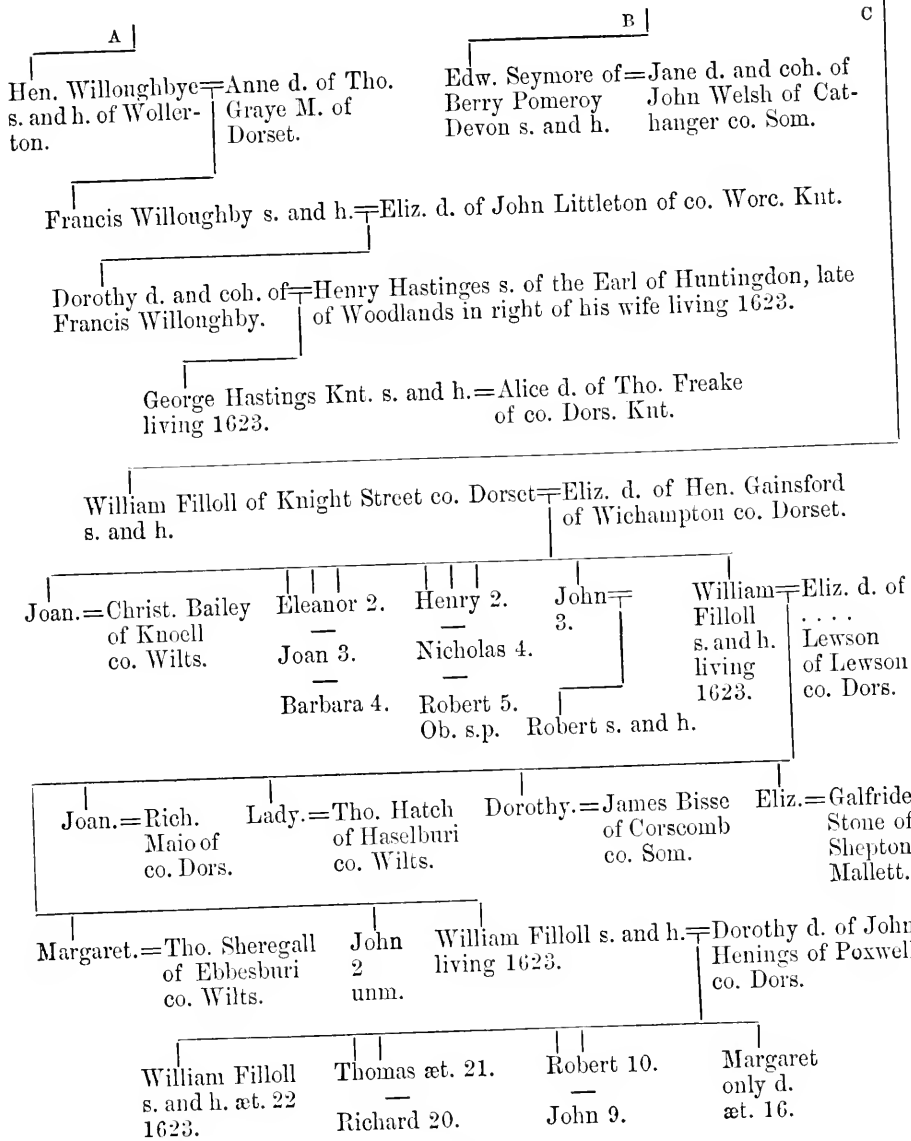 A
B
C
Hen. Willoughbye = Anne d. of Tho.
s. and h. of Woller- Graye M. of
ton. Dorset.
Edw. Seymore of = Jane d. and coh. of
Berry Pomeroy John Welsh of Cat-
Devon s. and h. hanger co. Som.
Francis Willoughby s. and h. = Eliz. d. of John Littleton of co. Worc. Knt.
Dorothy d. and coh. of = Henry Hastinges s. of the Earl of Huntingdon, late
Francis Willonghby. of Woodlands in right of his wife living 1623.
George Hastings Knt. s. and h. = Alice d. of Tho. Freake
living 1623. of co. Dors. Knt.
William Filloll of Knight Street co. Dorset = Eliz. d. of Hen. Gainsford
s. and h. of Wichampton co. Dorset.
Joan. = Christ. Bailey
of Knoell
co. Wilts.
Eleanor 2.
—
Joan 3.
—
Barbara 4.
Henry 2.
—
Nicholas 4.
—
Robert 5.
Ob. s.p.
John =
3.
Robert s. and h.
William = Eliz. d. of
Filloll . . . .
s. and h. Lewson
living of Lewson
1623. co. Dors.
Joan. = Rich.
Maio of
co. Dors.
Lady. = Tho. Hatch
of Haselburi
co. Wilts.
Dorothy. = James Bisse
of Corscomb
co. Som.
Eliz. = Galfride
Stone of
Shepton
Mallett.
Margaret. = Tho. Sheregall
of Ebbesburi
co. Wilts.
John
2
unm.
William Filloll s. and h. = Dorothy d. of John
living 1623. Henings of Poxwell
co. Dors.
William Filloll
s. and h. æt. 22
1623.
Thomas æt. 21.
—
Richard 20.
Robert 10.
—
John 9.
Margaret
only d.
æt. 16.